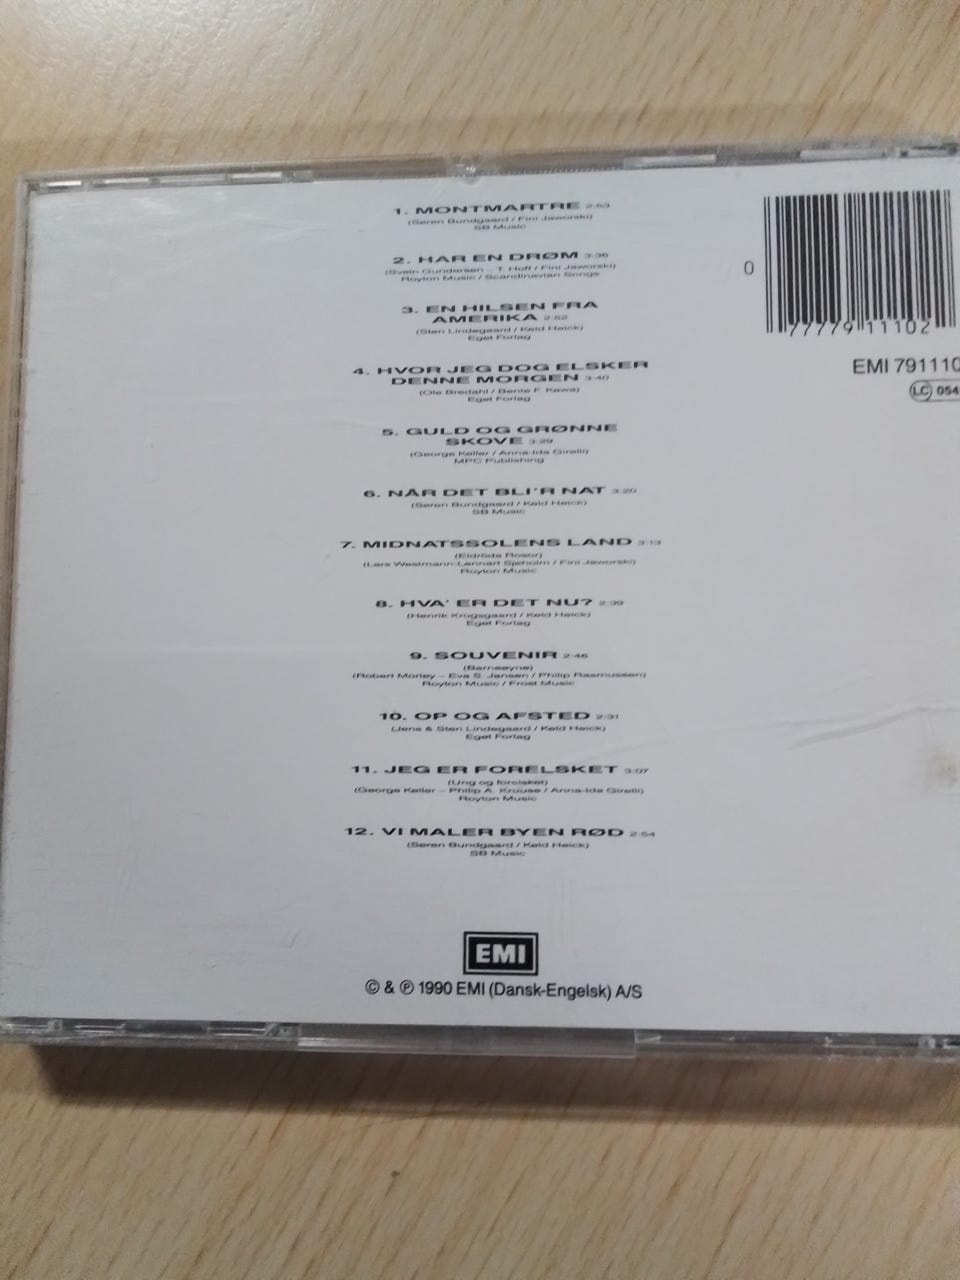 1. MONTMARTRE 2:53
(Søren Bundgaard / Fini Jaworski)
SB Music
2. HAR EN DRØM 3:36
(Svein Gundersen – T. Hoff / Fini Jaworski)
Royton Music / Scandinavian Songs
3. EN HILSEN FRA
AMERIKA 2:52
(Sten Lindegaard / Keld Heick)
Eget Forlag
4. HVOR JEG DOG ELSKER
DENNE MORGEN 3:40
(Ole Bredahl / Bente F. Kawa)
Eget Forlag
5. GULD OG GRØNNE
SKOVE 3:29
(George Keller / Anna-Ida Girelli)
MPC Publishing
6. NÅR DET BLI'R NAT 3:20
(Søren Bundgaard / Keld Heick)
SB Music
7. MIDNATSSOLENS LAND 3:13
(Eldröda Rosor)
(Lars Westmann-Lennart Sjøholm / Fini Jaworski)
Royton Music
8. HVA' ER DET NU? 2:39
(Henrik Krogsgaard / Keld Heick)
Eget Forlag
9. SOUVENIR 2:46
(Barneøyne)
(Robert Morley – Eva S. Jansen / Philip Rasmussen)
Royton Music / Frost Music
10. OP OG AFSTED 2:31
(Jens & Sten Lindegaard / Keld Heick)
Eget Forlag
11. JEG ER FORELSKET 3:07
(Ung og forelsket)
(George Keller – Philip A. Kruuse / Anna-Ida Girelli)
Royton Music
12. VI MALER BYEN RØD 2:54
(Søren Bundgaard / Keld Heick)
SB Music
0 77779 11102
EMI 791110
LC 054
EMI
© & ℗ 1990 EMI (Dansk-Engelsk) A/S